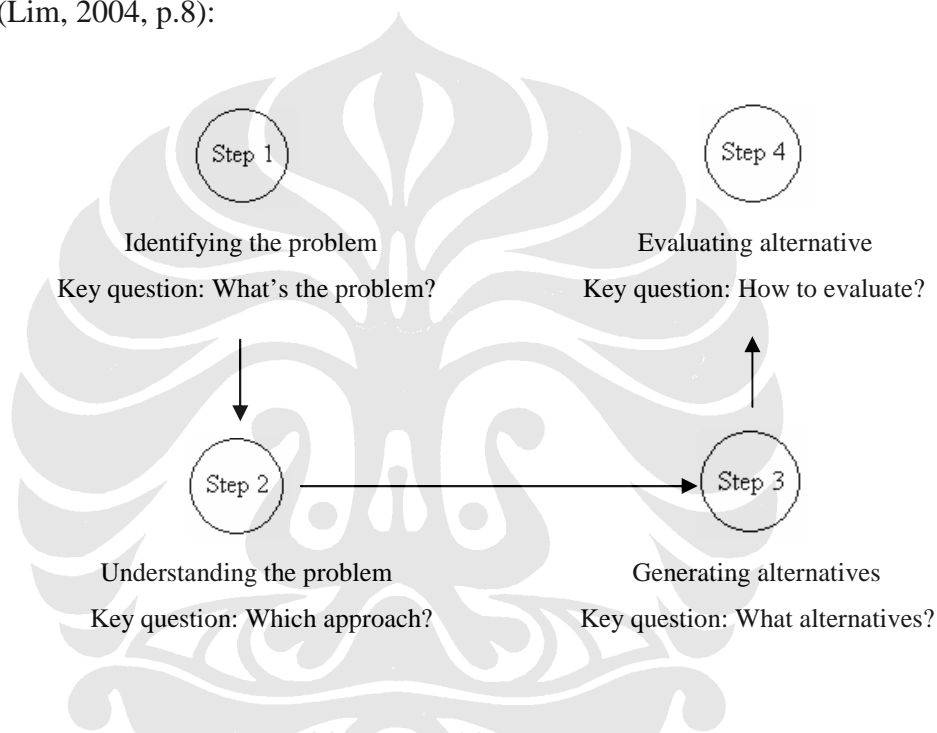 (Lim, 2004, p.8):
Step 1
Identifying the problem
Key question: What's the problem?
Step 2
Understanding the problem
Key question: Which approach?
Step 3
Generating alternatives
Key question: What alternatives?
Step 4
Evaluating alternative
Key question: How to evaluate?